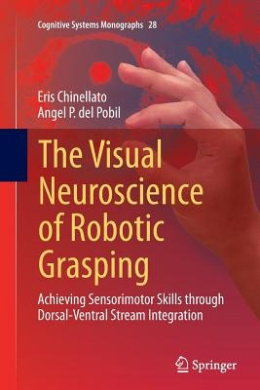 Cognitive Systems Monographs 28
Eris Chinellato
Angel P. del Pobil
The Visual
Neuroscience
of Robotic
Grasping
Achieving Sensorimotor Skills through
Dorsal-Ventral Stream Integration
Springer